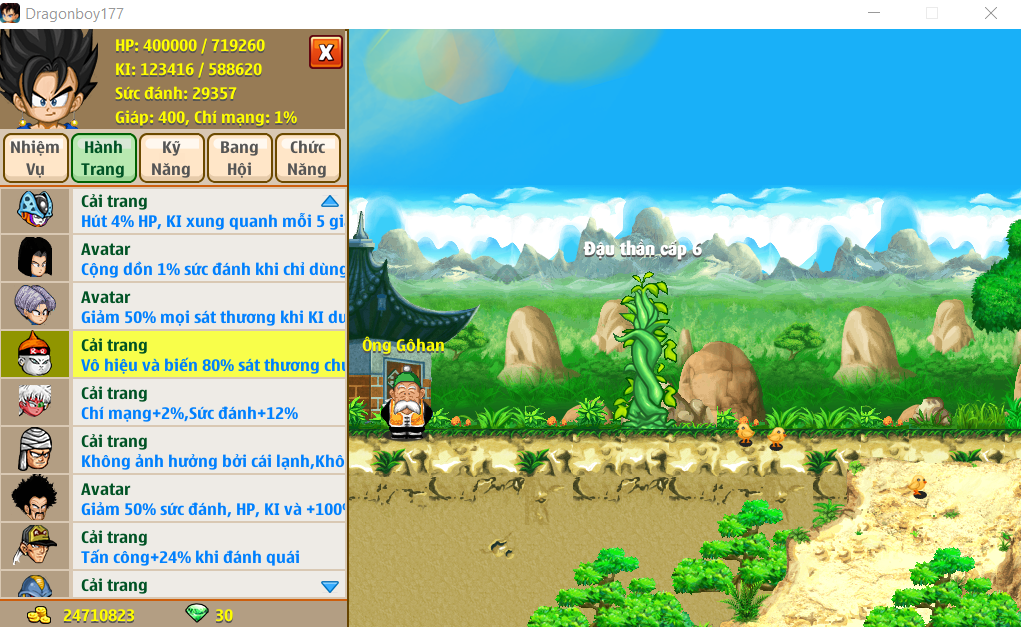 Dragonboy177
HP: 400000 / 719260
KI: 123416 / 588620
Sức đánh: 29357
Giáp: 400, Chí mạng: 1%
X
Nhiệm Vụ
Hành Trang
Kỹ Năng
Bang Hội
Chức Năng
Cải trang
Hút 4% HP, KI xung quanh mỗi 5 gi
Avatar
Cộng dồn 1% sức đánh khi chỉ dùng
Avatar
Giảm 50% mọi sát thương khi KI dư
Cải trang
Vô hiệu và biến 80% sát thương chư
Cải trang
Chí mạng+2%,Sức đánh+12%
Cải trang
Không ảnh hưởng bởi cái lạnh,Khô
Avatar
Giảm 50% sức đánh, HP, KI và +100%
Cải trang
Tấn công+24% khi đánh quái
Cải trang
24710823
30
Đậu thần cấp 6
Ông Gôhan